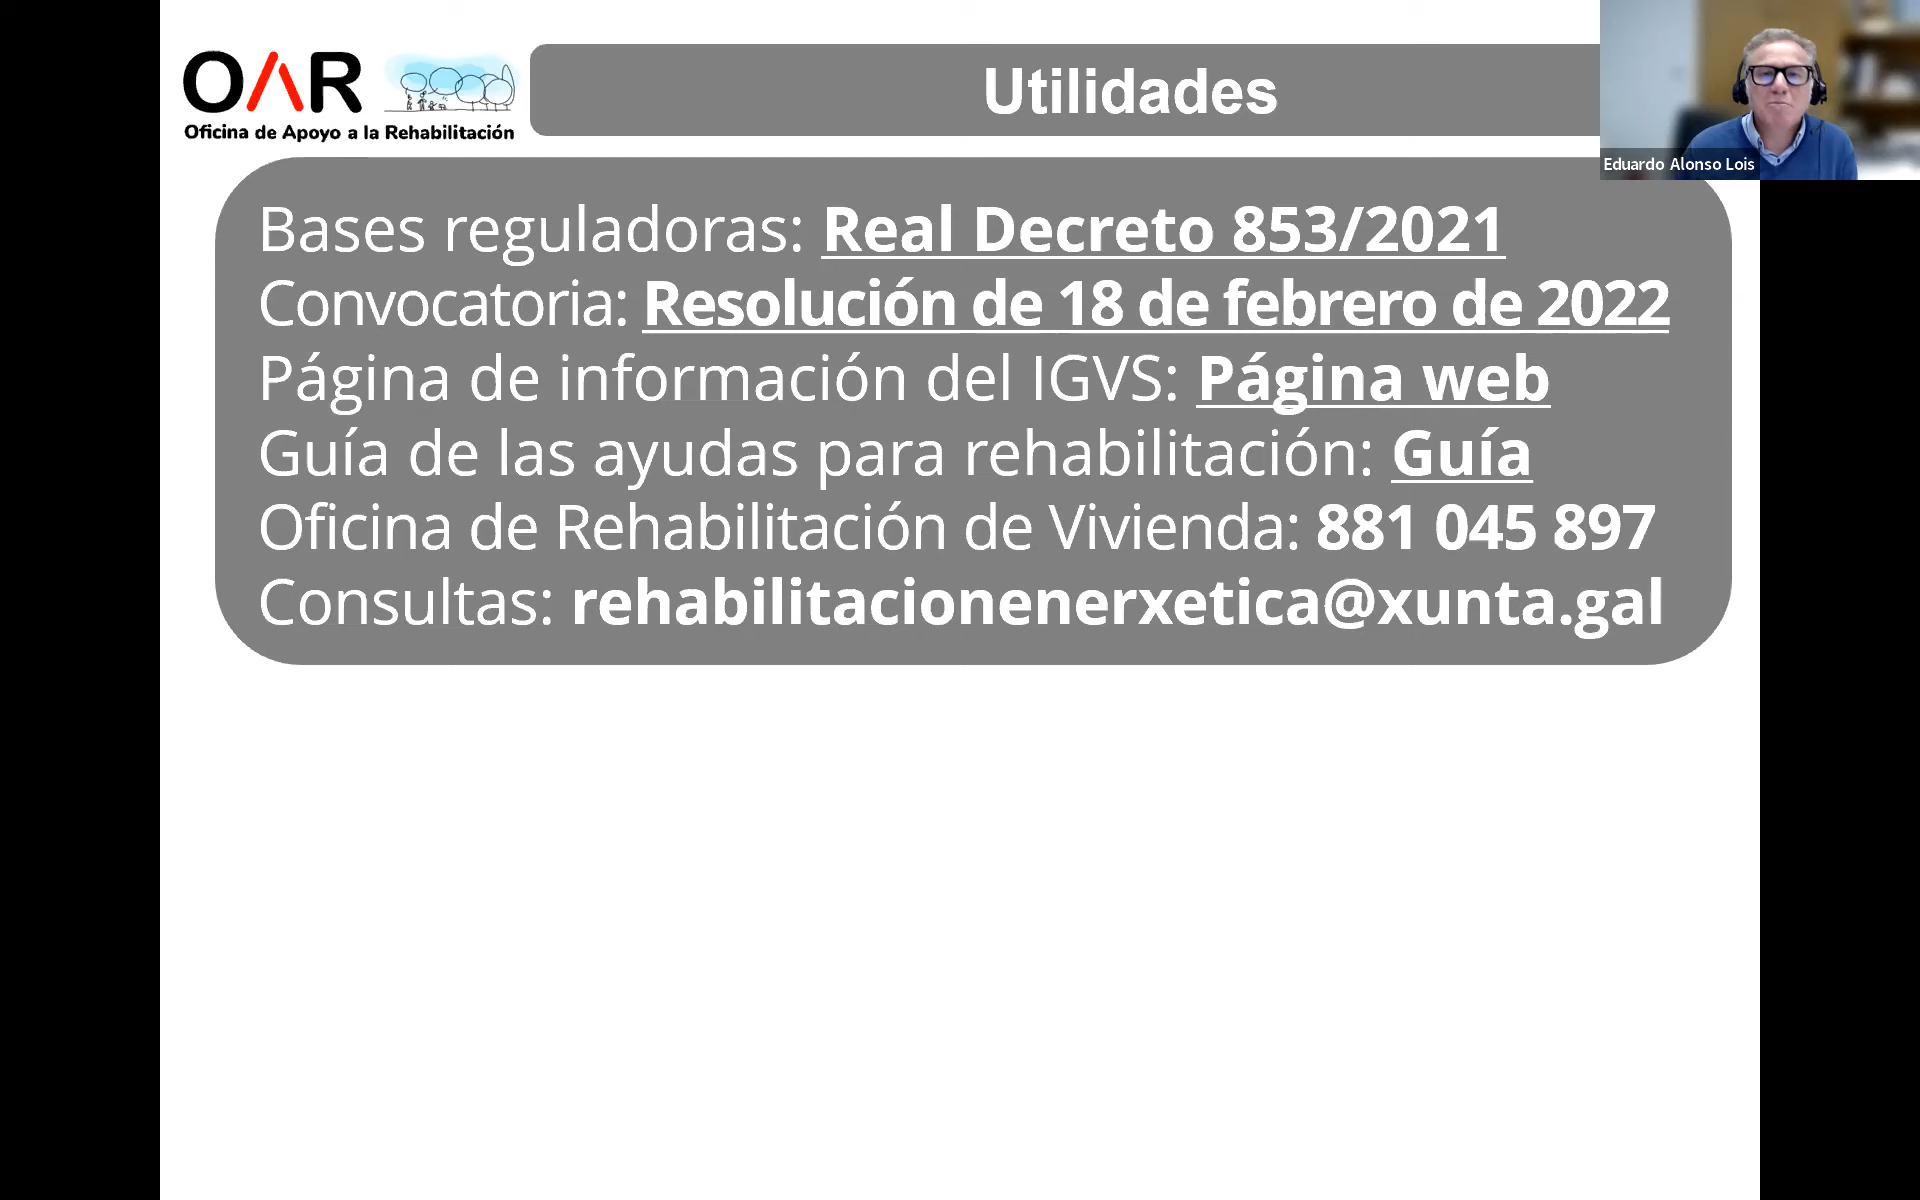 OAR
Oficina de Apoyo a la Rehabilitación
Utilidades
Eduardo Alonso Lois
Bases reguladoras: Real Decreto 853/2021
Convocatoria: Resolución de 18 de febrero de 2022
Página de información del IGVS: Página web
Guía de las ayudas para rehabilitación: Guía
Oficina de Rehabilitación de Vivienda: 881 045 897
Consultas: rehabilitacionenerxetica@xunta.gal